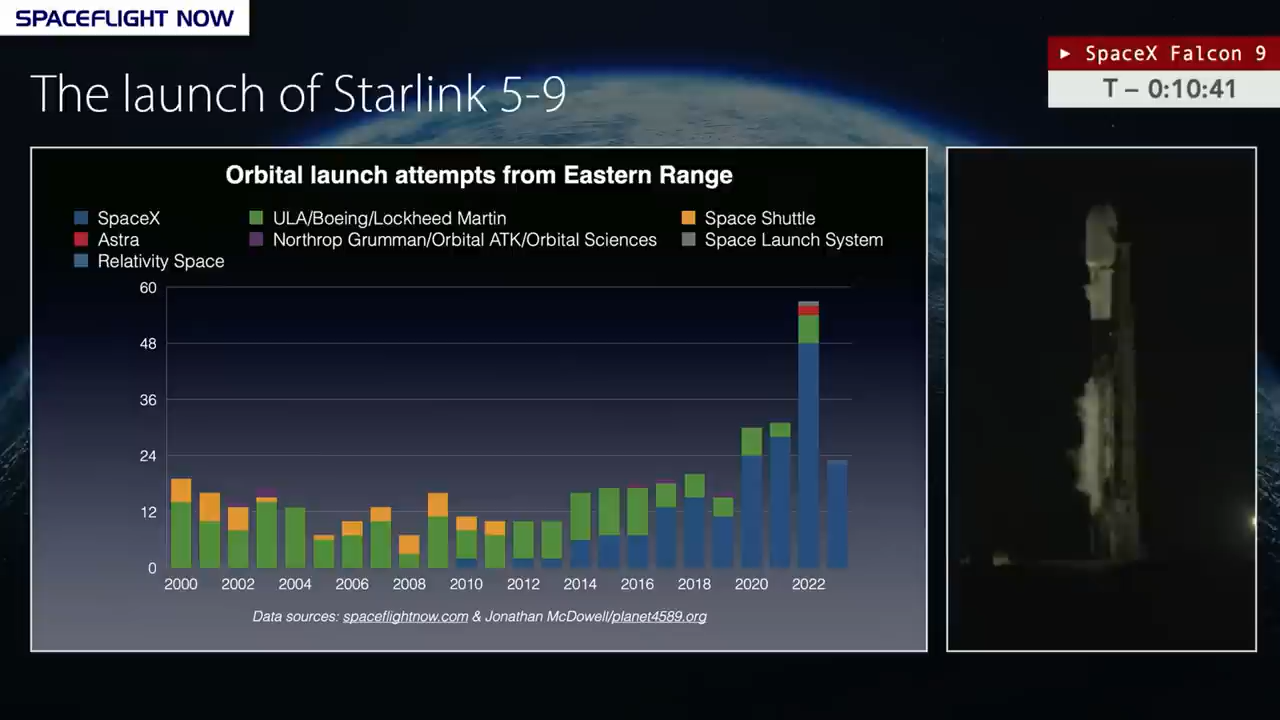 SPACEFLIGHT NOW
► SpaceX Falcon 9
T – 0:10:41
The launch of Starlink 5-9
Orbital launch attempts from Eastern Range
SpaceX
ULA/Boeing/Lockheed Martin
Space Shuttle
Astra
Northrop Grumman/Orbital ATK/Orbital Sciences
Space Launch System
Relativity Space
60
48
36
24
12
0
2000 2002 2004 2006 2008 2010 2012 2014 2016 2018 2020 2022
Data sources: spaceflightnow.com & Jonathan McDowell/planet4589.org